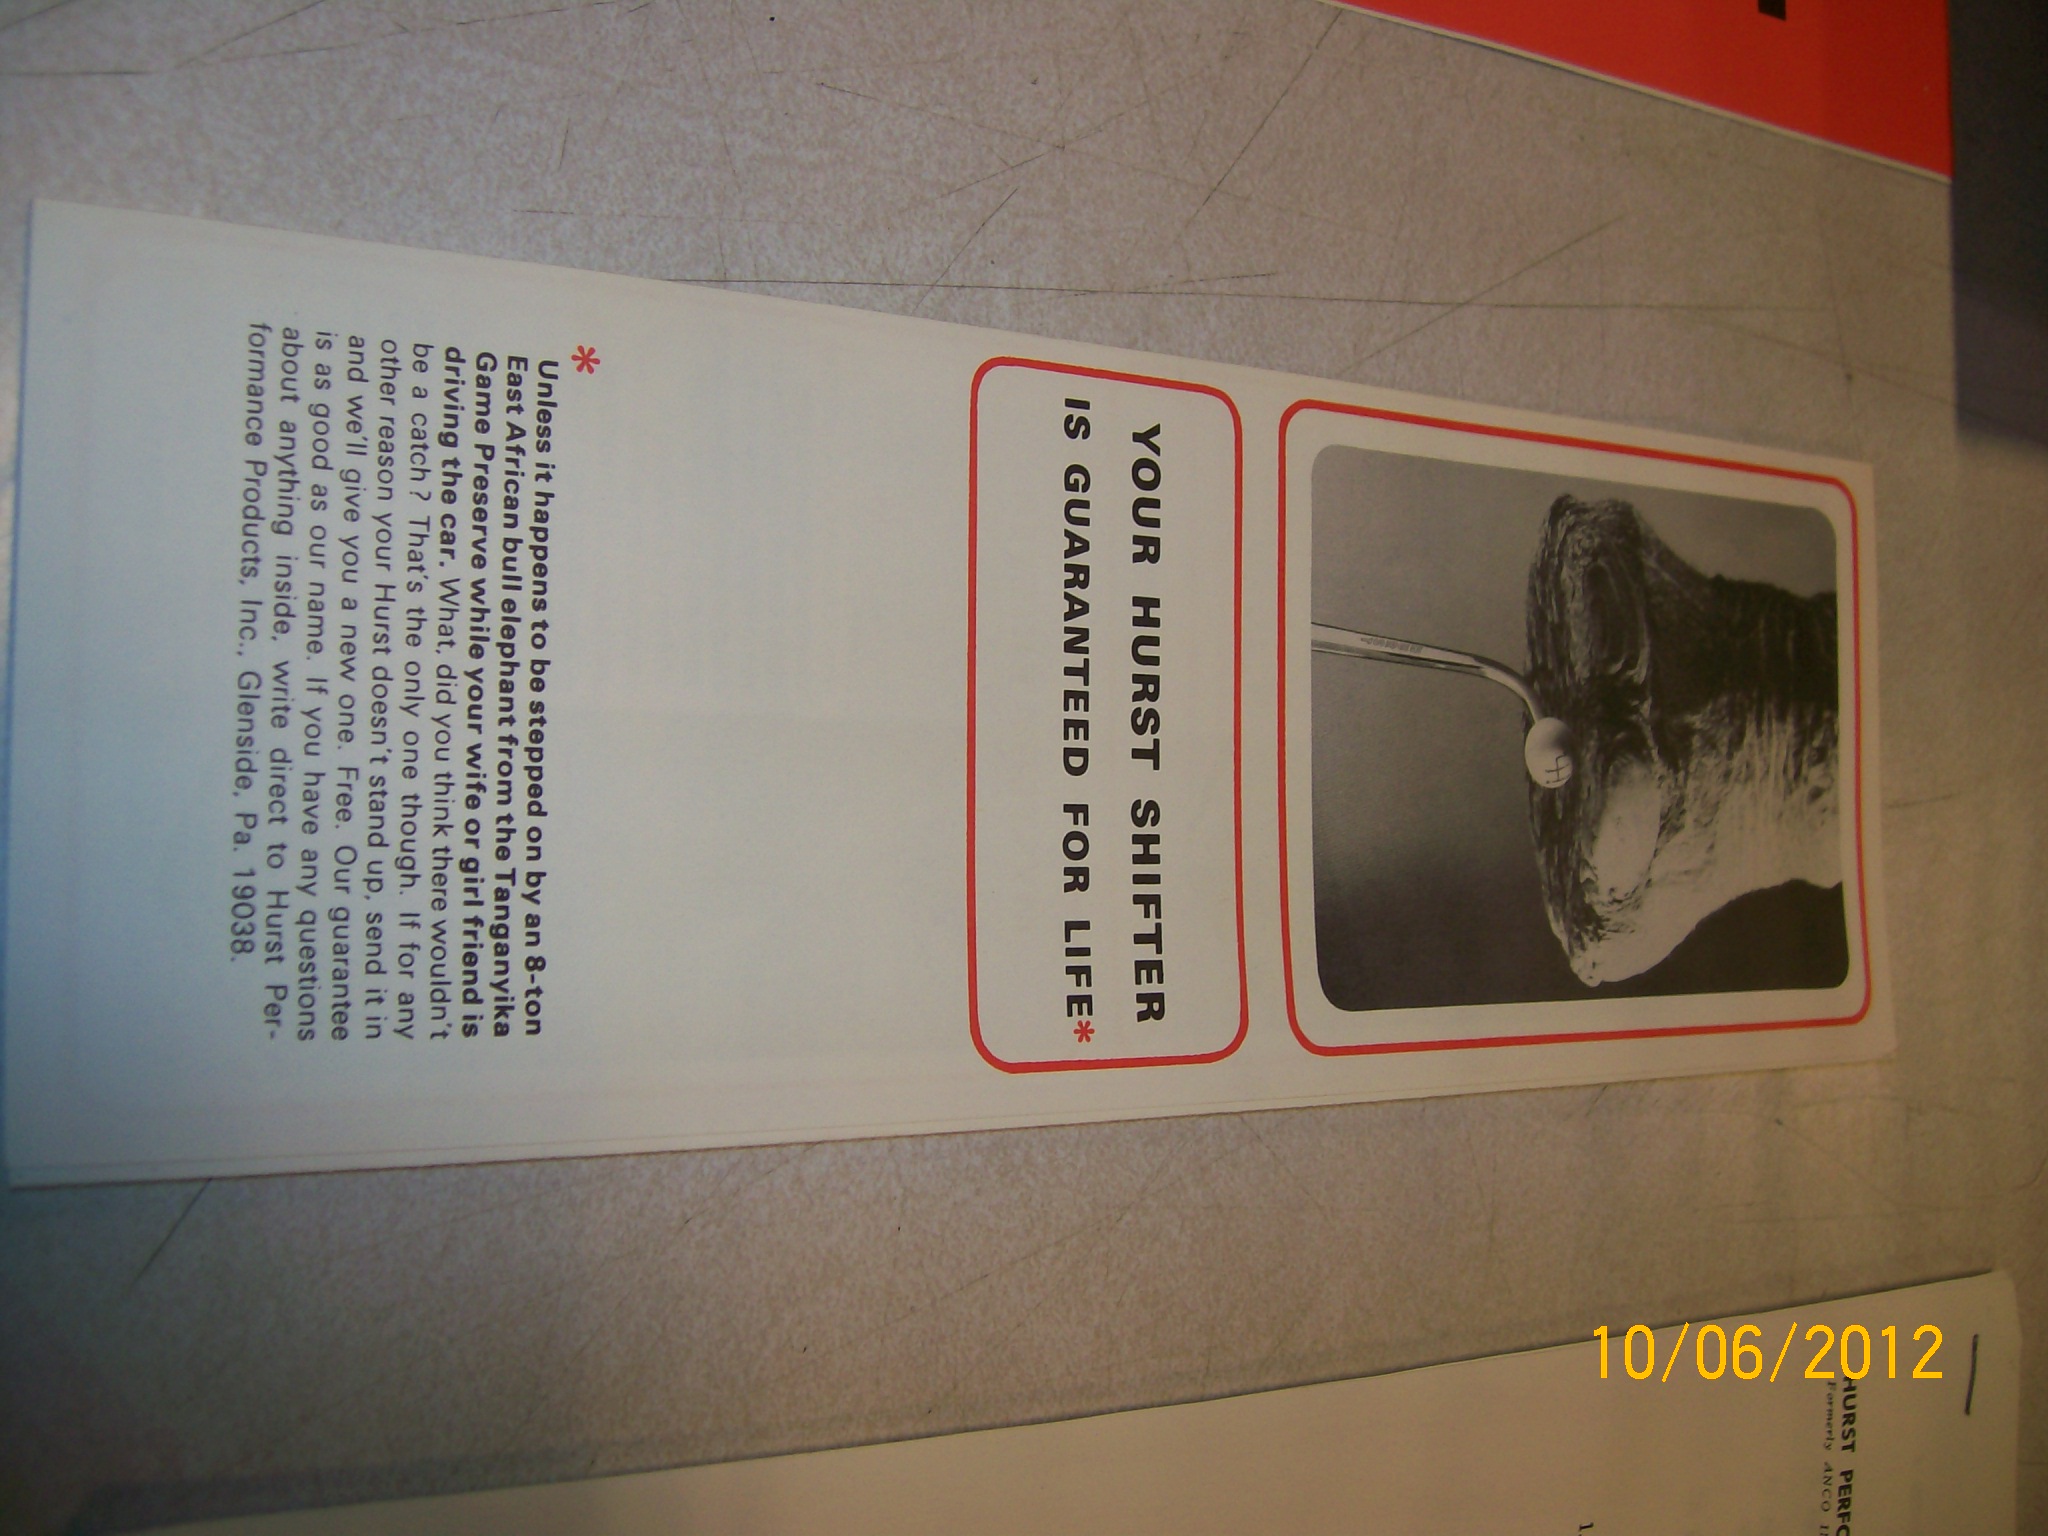 YOUR HURST SHIFTER
IS GUARANTEED FOR LIFE*
*
Unless it happens to be stepped on by an 8-ton
East African bull elephant from the Tanganyika
Game Preserve while your wife or girl friend is
driving the car. What, did you think there wouldn't
be a catch? That's the only one though. If for any
other reason your Hurst doesn't stand up, send it in
and we'll give you a new one. Free. Our guarantee
is as good as our name. If you have any questions
about anything inside, write direct to Hurst Per-
formance Products, Inc., Glenside, Pa. 19038.
HURST PERFO
Formerly ANCO
10/06/2012